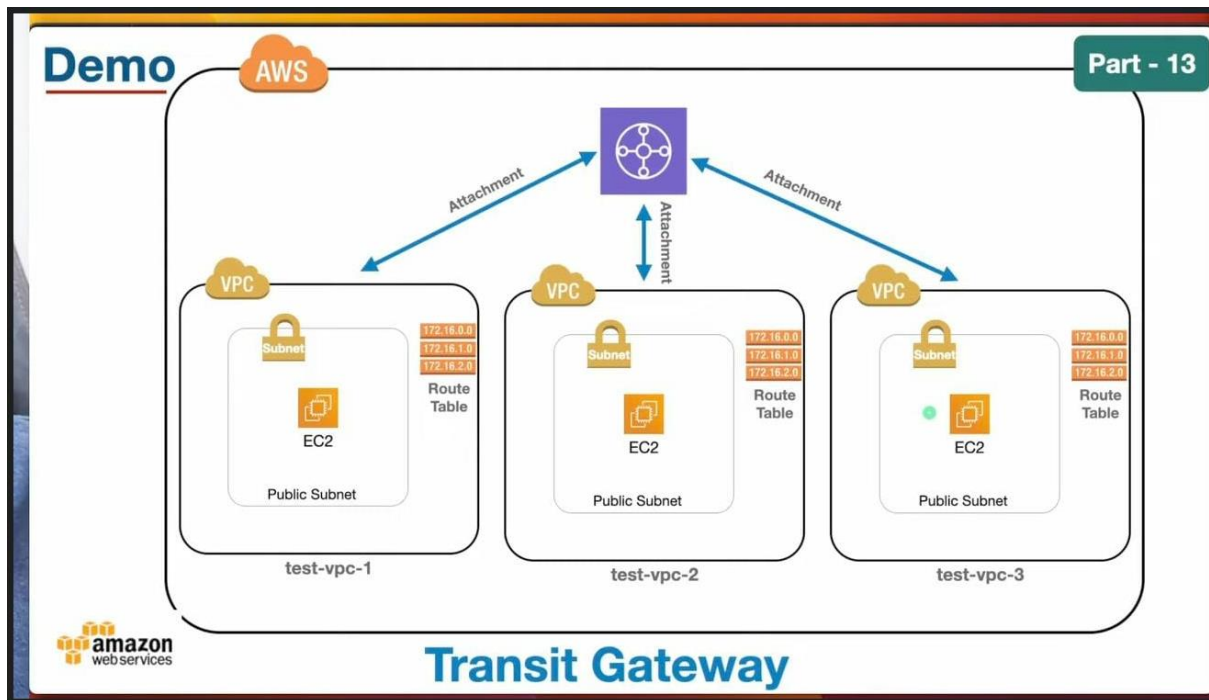 Demo
AWS
Part - 13
Attachment
Attachment
Attachment
VPC
Subnet
172.16.0.0
172.16.1.0
172.16.2.0
Route
Table
EC2
Public Subnet
test-vpc-1
VPC
Subnet
172.16.0.0
172.16.1.0
172.16.2.0
Route
Table
EC2
Public Subnet
test-vpc-2
VPC
Subnet
172.16.0.0
172.16.1.0
172.16.2.0
Route
Table
EC2
Public Subnet
test-vpc-3
amazon
webservices
Transit Gateway